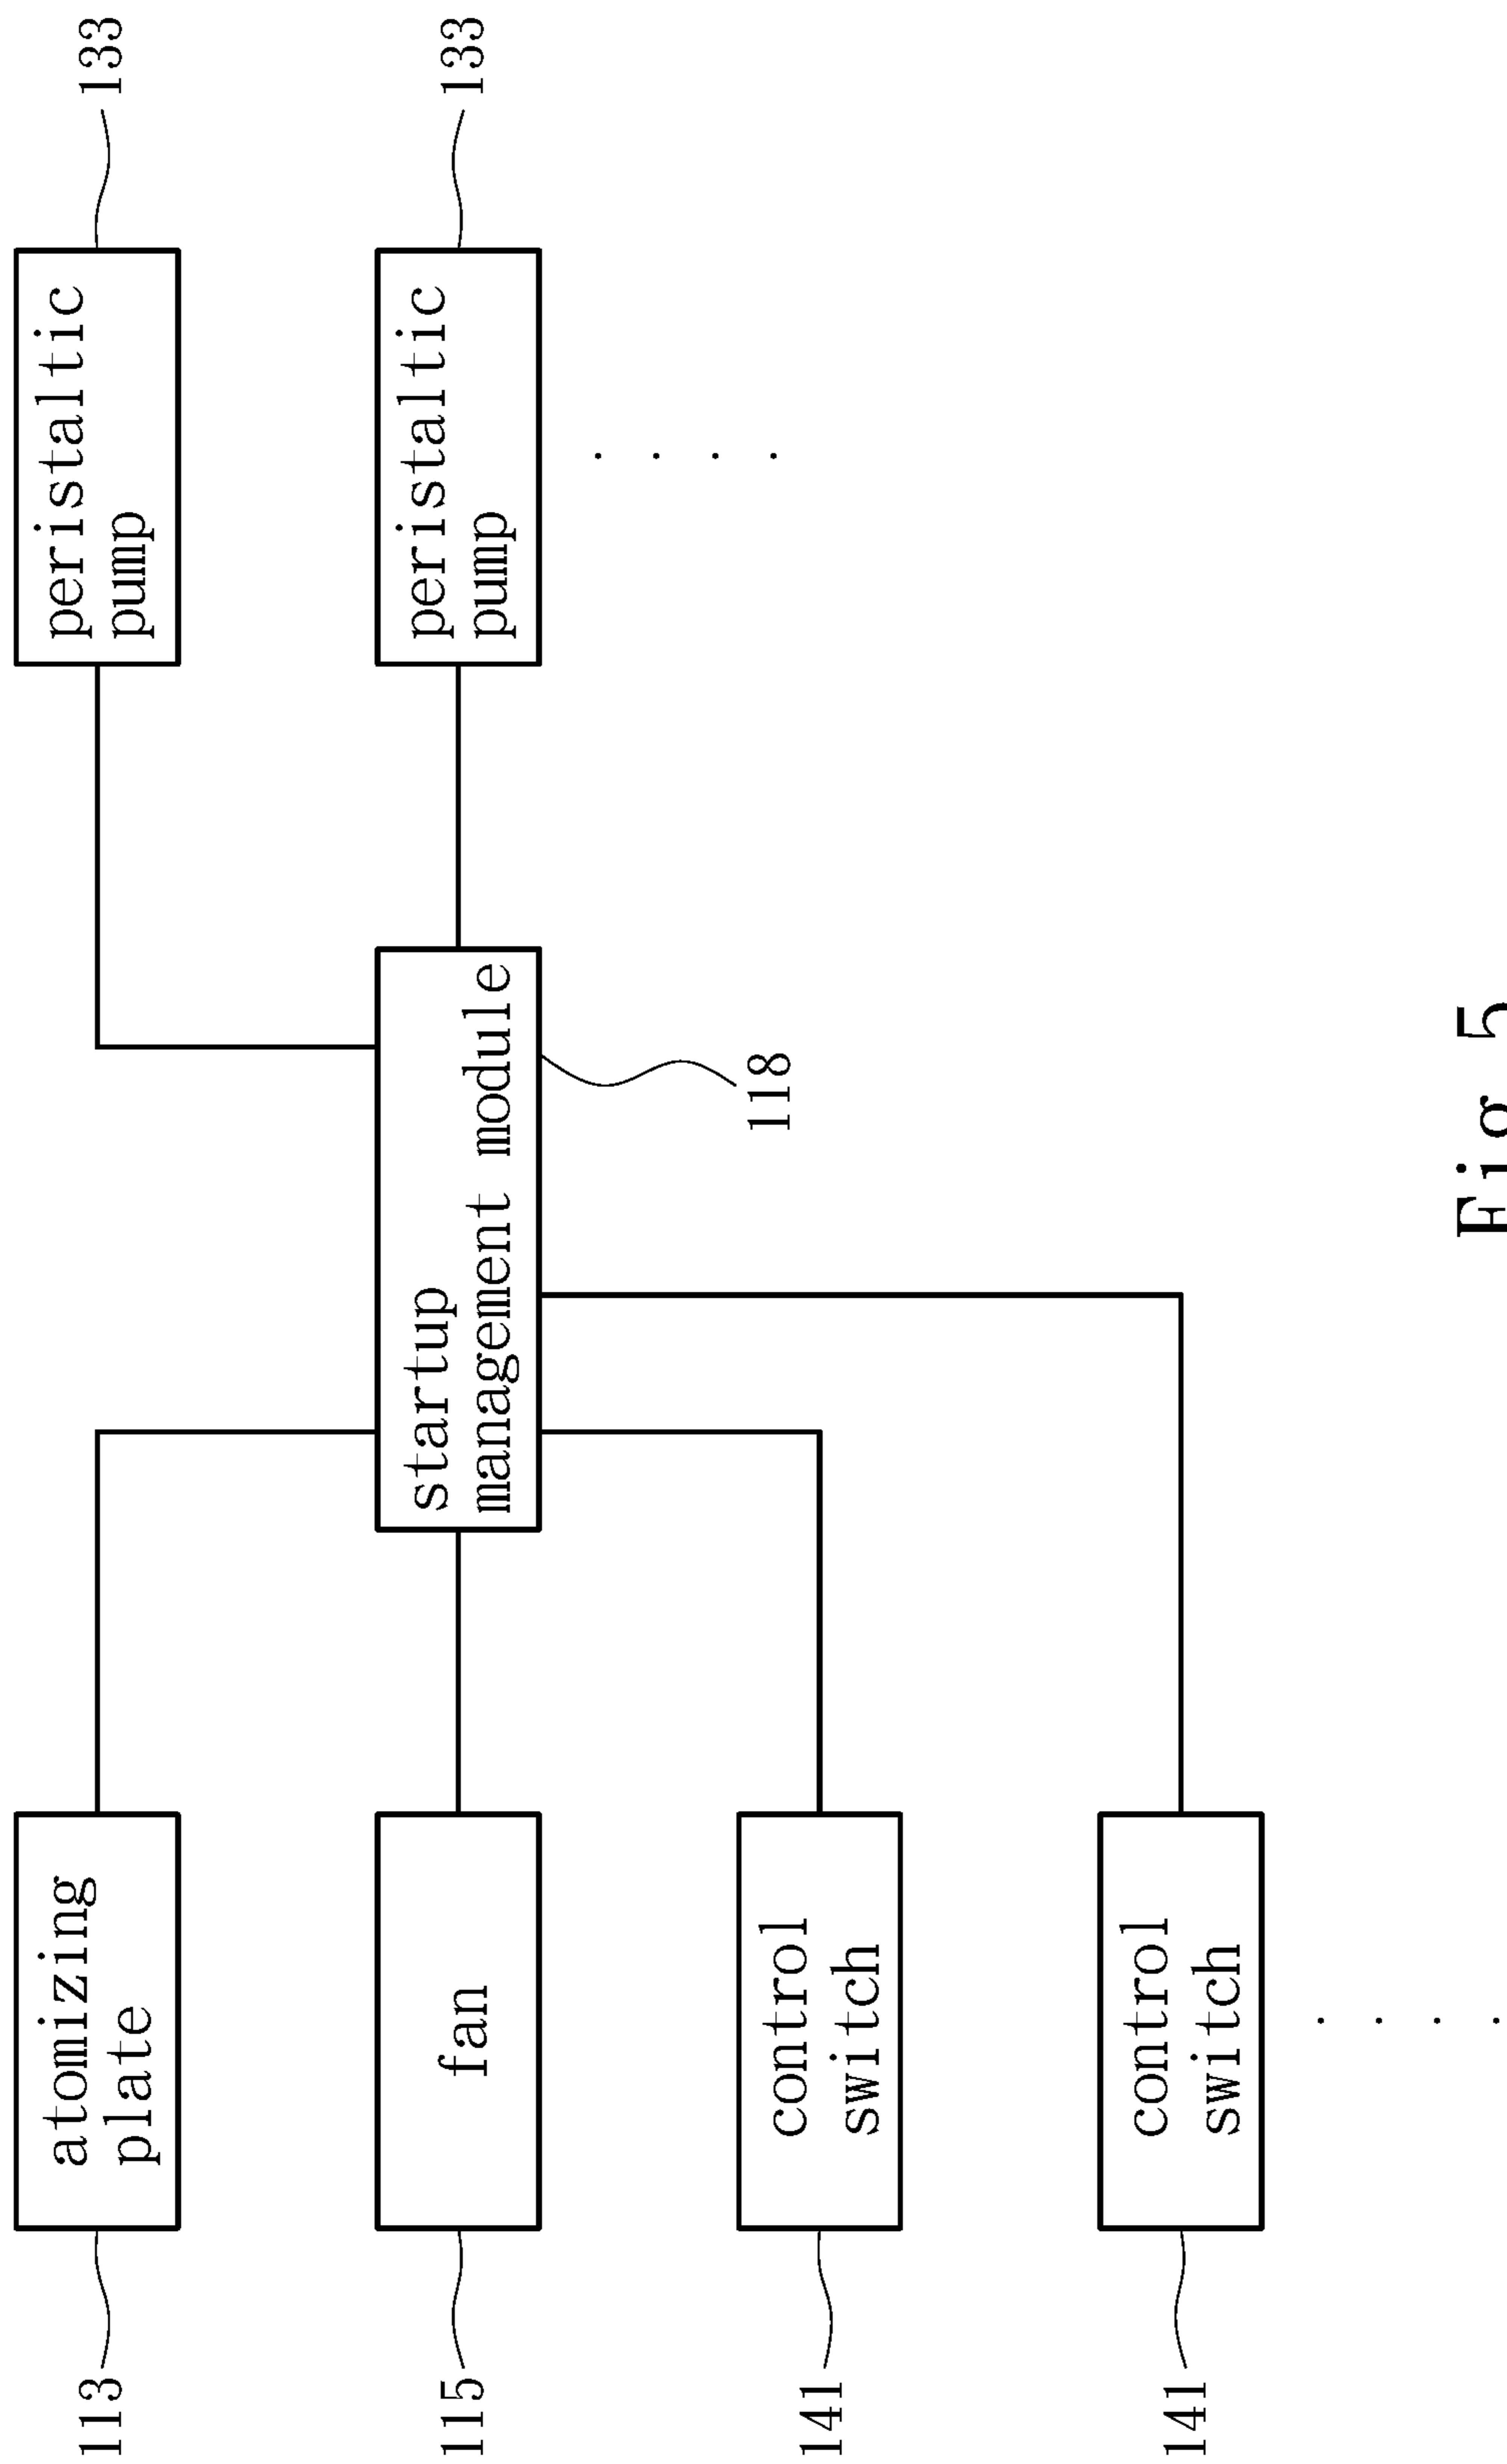 113
atomizing
plate
peristaltic
pump
133
115
fan
startup
management module
118
peristaltic
pump
133
141
control
switch
141
control
switch
Fig 5